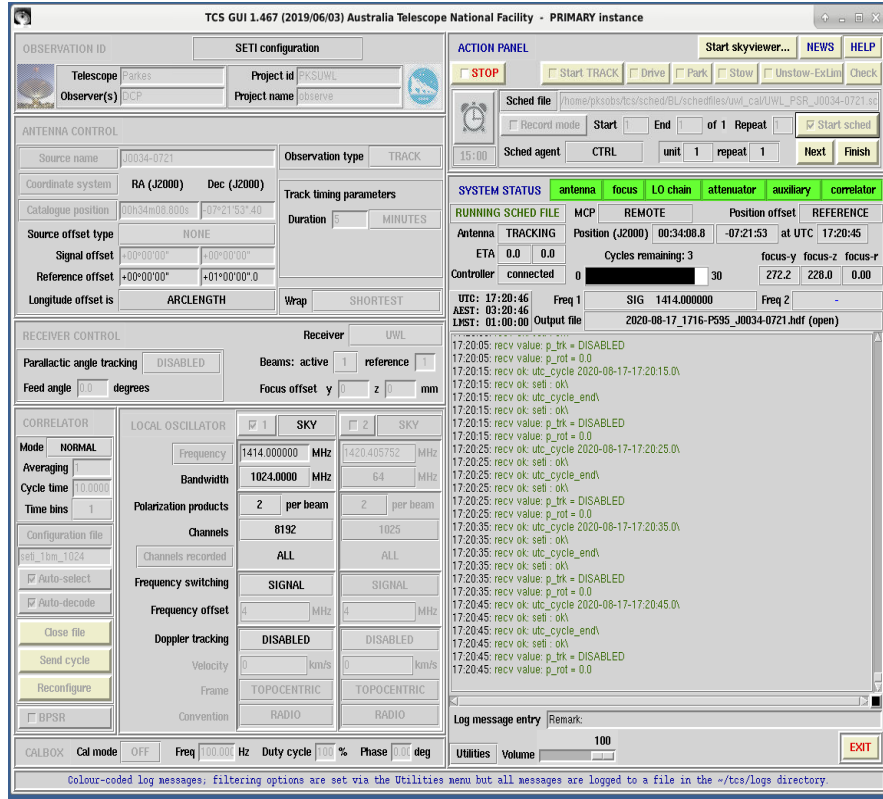 TCS GUI 1.467 (2019/06/03) Australia Telescope National Facility - PRIMARY instance
OBSERVATION ID
SETI configuration
Telescope Parkes
Project id PKSUWL
Observer(s) DCP
Project name observe
ANTENNA CONTROL
Source name J0034-0721
Observation type TRACK
Coordinate system RA (J2000) Dec (J2000)
Catalogue position 00h34m08.800s -07°21'53".40
Source offset type NONE
Signal offset +00°00'00" +00°00'00"
Reference offset +00°00'00" +01°00'00".0
Longitude offset is ARCLENGTH
Track timing parameters
Duration 5 MINUTES
Wrap SHORTEST
RECEIVER CONTROL
Receiver UWL
Parallactic angle tracking DISABLED
Beams: active 1 reference 1
Feed angle 0.0 degrees
Focus offset y 0 z 0 mm
CORRELATOR
Mode NORMAL
Averaging 1
Cycle time 10.0000
Time bins 1
Configuration file
seti_1bm_1024
Auto-select
Auto-decode
Close file
Send cycle
Reconfigure
BPSR
LOCAL OSCILLATOR 1 SKY 2 SKY
Frequency 1414.000000 MHz 1420.405752 MHz
Bandwidth 1024.0000 MHz 64 MHz
Polarization products 2 per beam 2 per beam
Channels 8192 1025
Channels recorded ALL ALL
Frequency switching SIGNAL SIGNAL
Frequency offset 4 MHz 4 MHz
Doppler tracking DISABLED DISABLED
Velocity 0 km/s 0 km/s
Frame TOPOCENTRIC TOPOCENTRIC
Convention RADIO RADIO
CALBOX Cal mode OFF Freq 100.000 Hz Duty cycle 100 % Phase 0.00 deg
ACTION PANEL
Start skyviewer... NEWS HELP
STOP Start TRACK Drive Park Stow Unstow-ExLim Check
Sched file /home/pksobs/tcs/sched/BL/schedfiles/uwl_cal/UWL_PSR_J0034-0721.sc
Record mode Start 1 End 1 of 1 Repeat 1 Start sched
15:00 Sched agent CTRL unit 1 repeat 1 Next Finish
SYSTEM STATUS antenna focus LO chain attenuator auxiliary correlator
RUNNING SCHED FILE MCP REMOTE Position offset REFERENCE
Antenna TRACKING Position (J2000) 00:34:08.8 -07:21:53 at UTC 17:20:45
ETA 0.0 0.0 Cycles remaining: 3 focus-y focus-z focus-r
Controller connected 0 30 272.2 228.0 0.00
UTC: 17:20:46
AEST: 03:20:46
LMST: 01:00:00
Freq 1 SIG 1414.000000 Freq 2 -
Output file 2020-08-17_1716-P595_J0034-0721.hdf (open)
17:20:05: recv value: p_trk = DISABLED
17:20:05: recv value: p_rot = 0.0
17:20:15: recv ok: utc_cycle 2020-08-17-17:20:15.0\
17:20:15: recv ok: seti : ok\
17:20:15: recv ok: utc_cycle_end\
17:20:15: recv ok: seti : ok\
17:20:15: recv value: p_trk = DISABLED
17:20:15: recv value: p_rot = 0.0
17:20:25: recv ok: utc_cycle 2020-08-17-17:20:25.0\
17:20:25: recv ok: seti : ok\
17:20:25: recv ok: utc_cycle_end\
17:20:25: recv ok: seti : ok\
17:20:25: recv value: p_trk = DISABLED
17:20:25: recv value: p_rot = 0.0
17:20:35: recv ok: utc_cycle 2020-08-17-17:20:35.0\
17:20:35: recv ok: seti : ok\
17:20:35: recv ok: utc_cycle_end\
17:20:35: recv ok: seti : ok\
17:20:35: recv value: p_trk = DISABLED
17:20:35: recv value: p_rot = 0.0
17:20:45: recv ok: utc_cycle 2020-08-17-17:20:45.0\
17:20:45: recv ok: seti : ok\
17:20:45: recv ok: utc_cycle_end\
17:20:45: recv ok: seti : ok\
17:20:45: recv value: p_trk = DISABLED
17:20:45: recv value: p_rot = 0.0
Log message entry Remark:
100
Utilities Volume
EXIT
Colour-coded log messages; filtering options are set via the Utilities menu but all messages are logged to a file in the ~/tcs/logs directory.